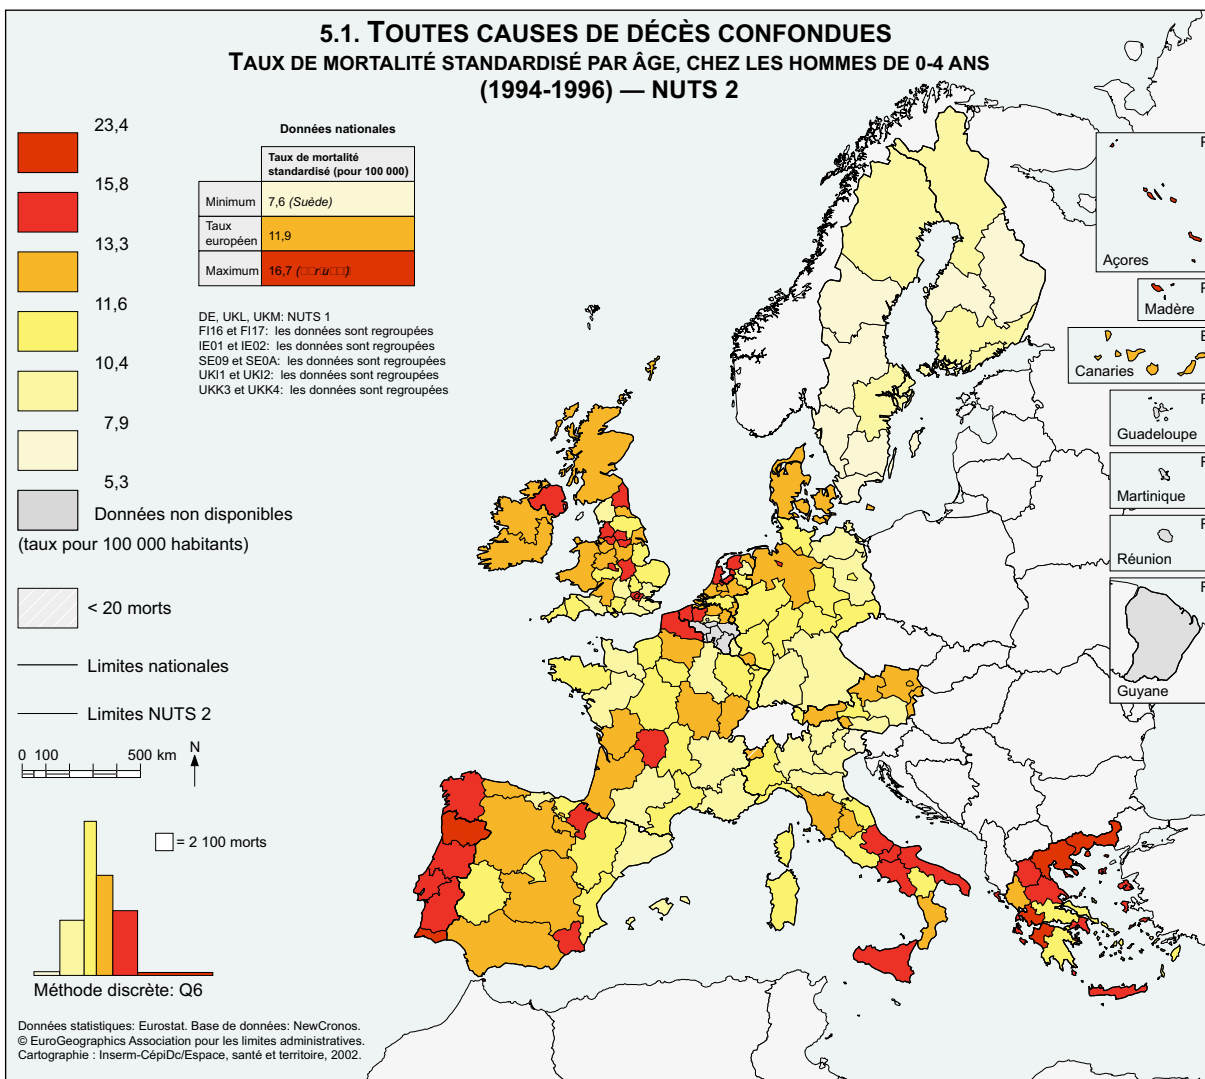 5.1. TOUTES CAUSES DE DÉCÈS CONFONDUES
TAUX DE MORTALITÉ STANDARDISÉ PAR ÂGE, CHEZ LES HOMMES DE 0-4 ANS
(1994-1996) — NUTS 2
23,4
15,8
13,3
11,6
10,4
7,9
5,3
Données non disponibles
(taux pour 100 000 habitants)
< 20 morts
Limites nationales
Limites NUTS 2
0 100 500 km
N
= 2 100 morts
Méthode discrète: Q6
Données statistiques: Eurostat. Base de données: NewCronos.
© EuroGeographics Association pour les limites administratives.
Cartographie : Inserm-CépiDc/Espace, santé et territoire, 2002.
Données nationales
Taux de mortalité
standardisé (pour 100 000)
Minimum 7,6 (Suède)
Taux
européen 11,9
Maximum 16,7
DE, UKL, UKM: NUTS 1
FI16 et FI17: les données sont regroupées
IE01 et IE02: les données sont regroupées
SE09 et SE0A: les données sont regroupées
UKI1 et UKI2: les données sont regroupées
UKK3 et UKK4: les données sont regroupées
Açores
Madère
Canaries
Guadeloupe
Martinique
Réunion
Guyane